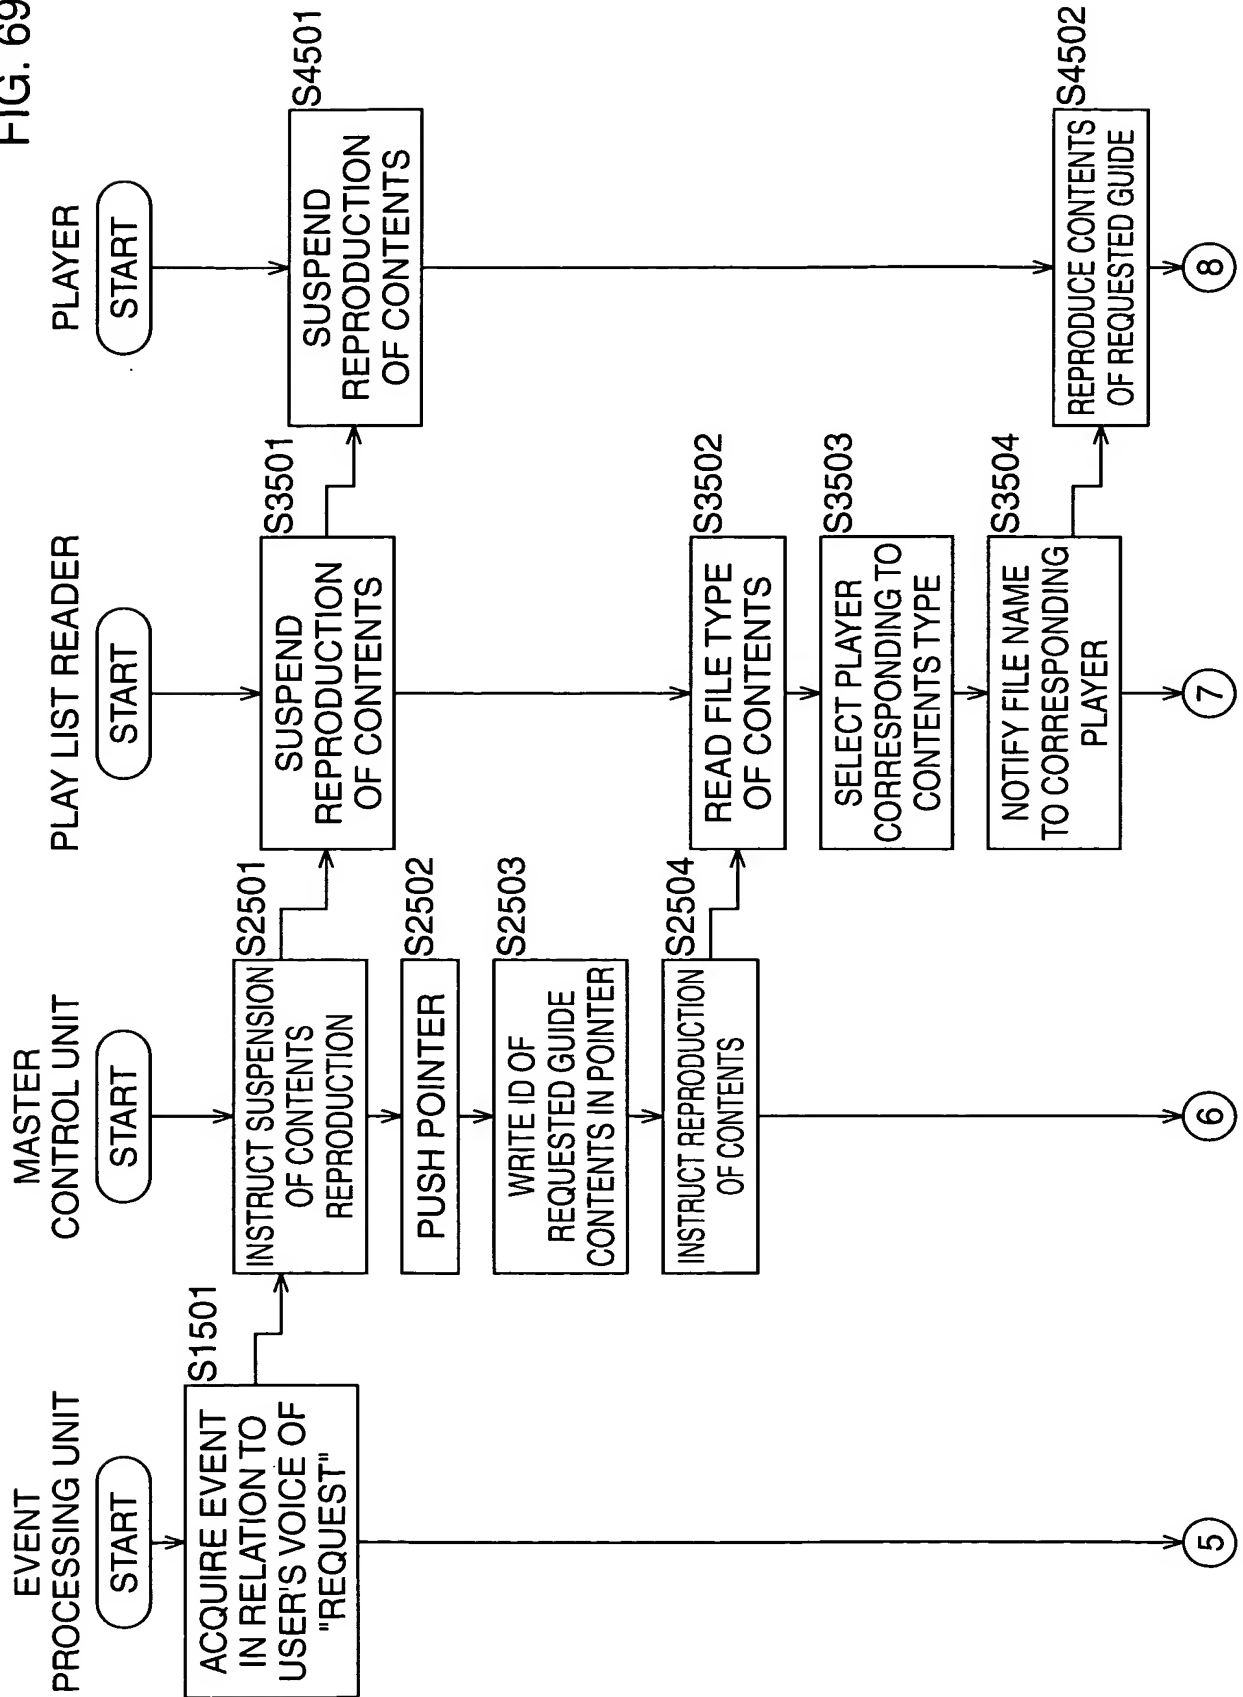 FIG. 69
EVENT
PROCESSING UNIT
START
ACQUIRE EVENT
IN RELATION TO
USER'S VOICE OF
"REQUEST"
S1501
5
MASTER
CONTROL UNIT
START
INSTRUCT SUSPENSION
OF CONTENTS
REPRODUCTION
S2501
PUSH POINTER
S2502
WRITE ID OF
REQUESTED GUIDE
CONTENTS IN POINTER
S2503
INSTRUCT REPRODUCTION
OF CONTENTS
S2504
6
PLAY LIST READER
START
SUSPEND
REPRODUCTION
OF CONTENTS
S3501
READ FILE TYPE
OF CONTENTS
S3502
SELECT PLAYER
CORRESPONDING TO
CONTENTS TYPE
S3503
NOTIFY FILE NAME
TO CORRESPONDING
PLAYER
S3504
7
PLAYER
START
SUSPEND
REPRODUCTION
OF CONTENTS
S4501
REPRODUCE CONTENTS
OF REQUESTED GUIDE
S4502
8